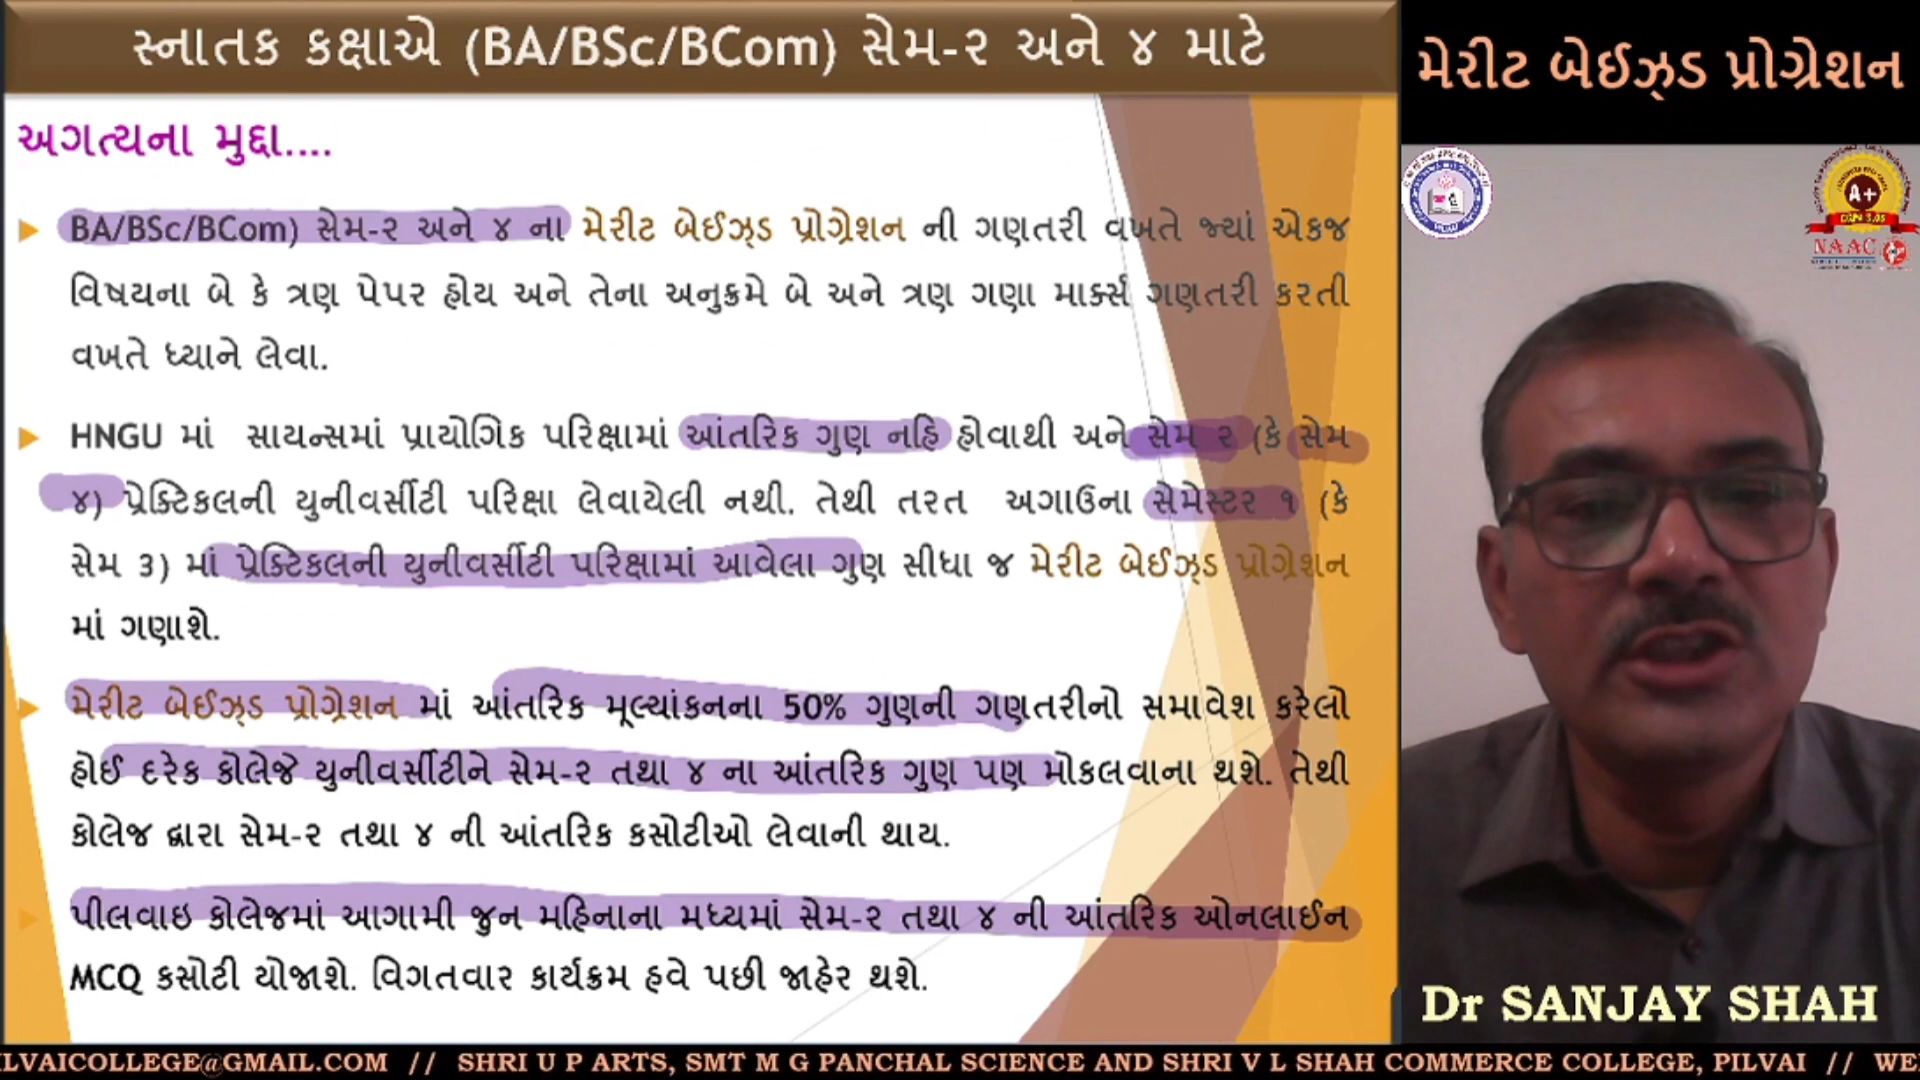 સ્નાતક કક્ષાએ (BA/BSc/BCom) સેમ-૨ અને ૪ માટે
મેરીટ બેઈઝ્ડ પ્રોગ્રેશન
અગત્યના મુદ્દા....
BA/BSc/BCom) સેમ-૨ અને ૪ ના મેરીટ બેઈઝ્ડ પ્રોગ્રેશન ની ગણતરી વખતે જ્યાં એકજ
વિષયના બે કે ત્રણ પેપર હોય અને તેના અનુક્રમે બે અને ત્રણ ગણા માર્ક્સ ગણતરી કરતી
વખતે ધ્યાને લેવા.
HNGU માં સાયન્સમાં પ્રાયોગિક પરિક્ષામાં આંતરિક ગુણ નહિ હોવાથી અને સેમ ૨ (કે સેમ
૪) પ્રેક્ટિકલની યુનીવર્સીટી પરિક્ષા લેવાયેલી નથી. તેથી તરત અગાઉના સેમેસ્ટર ૧ (કે
સેમ 3) માં પ્રેક્ટિકલની યુનીવર્સીટી પરિક્ષામાં આવેલા ગુણ સીધા જ મેરીટ બેઈઝ્ડ પ્રોગ્રેશન
માં ગણાશે.
મેરીટ બેઈઝ્ડ પ્રોગ્રેશન માં આંતરિક મૂલ્યાંકનના 50% ગુણની ગણતરીનો સમાવેશ કરેલો
હોઈ દરેક કોલેજે યુનીવર્સીટીને સેમ-૨ તથા ૪ ના આંતરિક ગુણ પણ મોકલવાના થશે. તેથી
કોલેજ દ્વારા સેમ-૨ તથા ૪ ની આંતરિક કસોટીઓ લેવાની થાય.
પીલવાઇ કોલેજમાં આગામી જુન મહિનાના મધ્યમાં સેમ-૨ તથા ૪ ની આંતરિક ઓનલાઈન
MCQ કસોટી યોજાશે. વિગતવાર કાર્યક્રમ હવે પછી જાહેર થશે.
A+
CGPA 3.05
NAAC
Dr SANJAY SHAH
ILVAICOLLEGE@GMAIL.COM // SHRI U P ARTS, SMT M G PANCHAL SCIENCE AND SHRI V L SHAH COMMERCE COLLEGE, PILVAI // WE